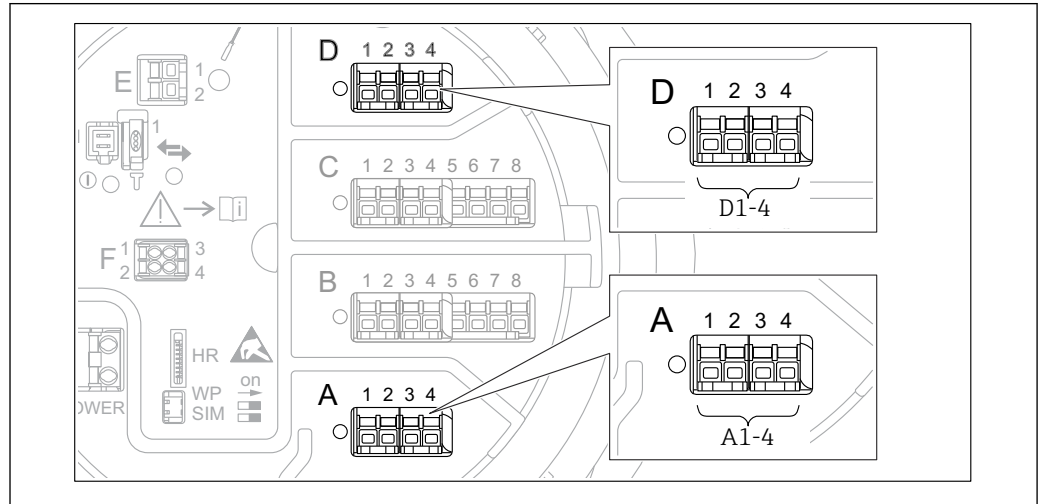 D 1 2 3 4
E 1
2
1
C 1 2 3 4 5 6 7 8
i
F 1 3
2 4
B 1 2 3 4 5 6 7 8
HR
WP on
SIM
OWER
A 1 2 3 4
D 1 2 3 4
D1-4
A 1 2 3 4
A1-4